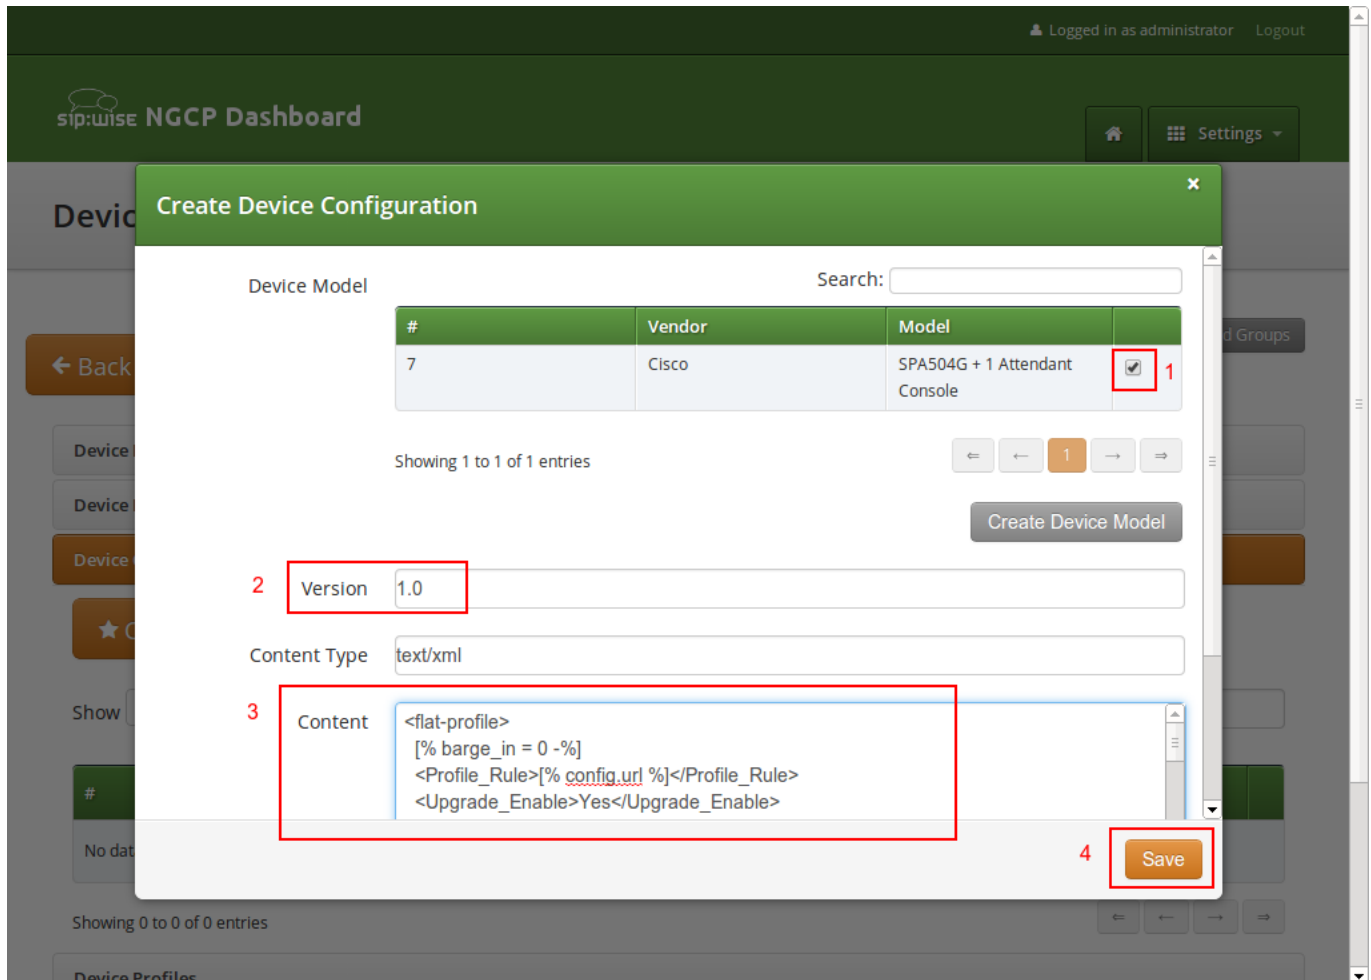 Logged in as administrator Logout
sip:wise NGCP Dashboard
Settings
Devic
Create Device Configuration
×
Device Model
Search:
# Vendor Model
7 Cisco SPA504G + 1 Attendant
Console
1
d Groups
← Back
Showing 1 to 1 of 1 entries
⇐ ← 1 → ⇒
Create Device Model
Device
Device
Device
2 Version 1.0
Content Type text/xml
3 Content
<flat-profile>
[% barge_in = 0 -%]
<Profile_Rule>[% config.url %]</Profile_Rule>
<Upgrade_Enable>Yes</Upgrade_Enable>
Show
#
No dat
4 Save
Showing 0 to 0 of 0 entries
⇐ ← → ⇒
Device Profiles